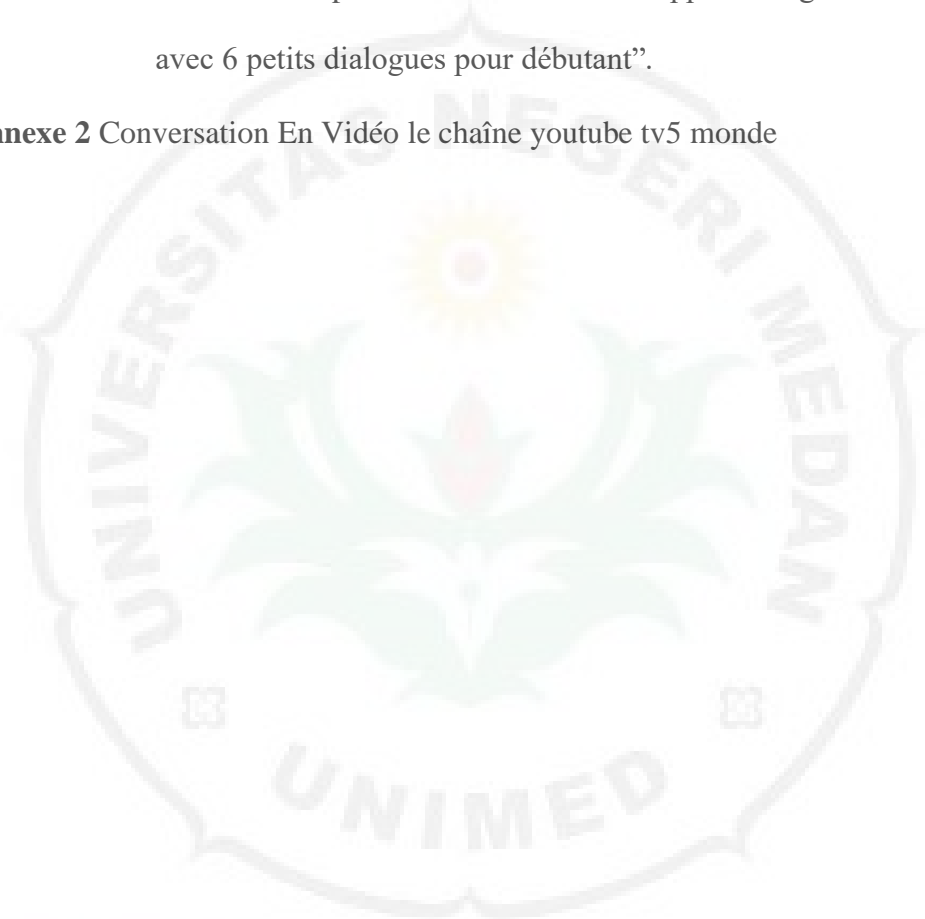 avec 6 petits dialogues pour débutant”.
nnexe 2 Conversation En Vidéo le chaîne youtube tv5 monde
UNIVERSITAS NEGERI MEDAN
UNIMED